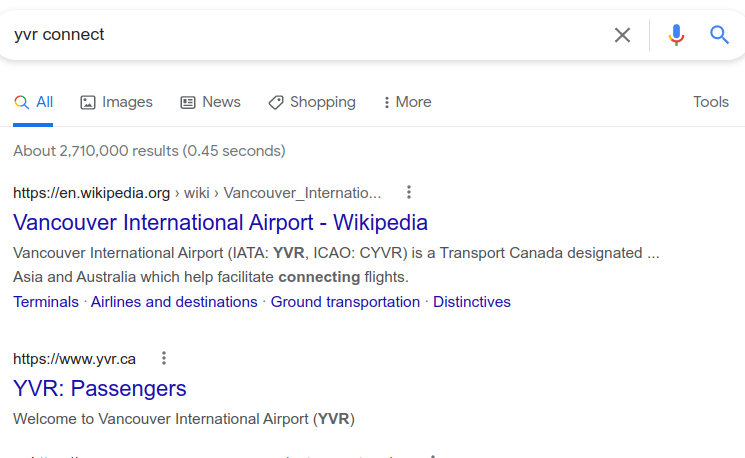 yvr connect
All Images News Shopping More Tools
About 2,710,000 results (0.45 seconds)
https://en.wikipedia.org › wiki › Vancouver_Internatio...
Vancouver International Airport - Wikipedia
Vancouver International Airport (IATA: YVR, ICAO: CYVR) is a Transport Canada designated ...
Asia and Australia which help facilitate connecting flights.
Terminals · Airlines and destinations · Ground transportation · Distinctives
https://www.yvr.ca
YVR: Passengers
Welcome to Vancouver International Airport (YVR)